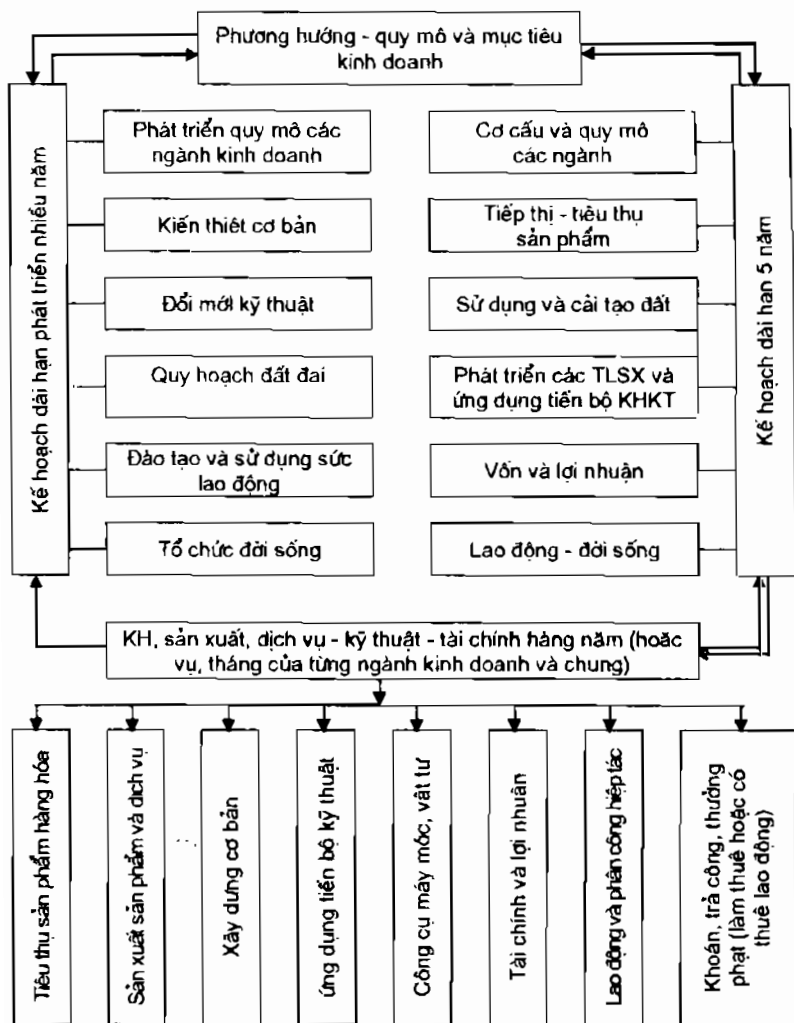 Phương hướng - quy mô và mục tiêu
kinh doanh
Kế hoạch dài hạn phát triển nhiều năm
Phát triển quy mô các
ngành kinh doanh
Kiến thiết cơ bản
Đổi mới kỹ thuật
Quy hoạch đất đai
Đào tạo và sử dụng sức
lao động
Tổ chức đời sống
Cơ cấu và quy mô
các ngành
Tiếp thị - tiêu thụ
sản phẩm
Sử dụng và cải tạo đất
Phát triển các TLSX và
ứng dụng tiến bộ KHKT
Vốn và lợi nhuận
Lao động - đời sống
Kế hoạch dài hạn 5 năm
KH, sản xuất, dịch vụ - kỹ thuật - tài chính hàng năm (hoặc
vụ, tháng của từng ngành kinh doanh và chung)
Tiêu thụ sản phẩm hàng hóa
Sản xuất sản phẩm và dịch vụ
Xây dựng cơ bản
ứng dụng tiến bộ kỹ thuật
Công cụ máy móc, vật tư
Tài chính và lợi nhuận
Lao động và phân công hiệp tác
Khoán, trả công, thưởng
phạt (làm thuê hoặc có
thuê lao động)